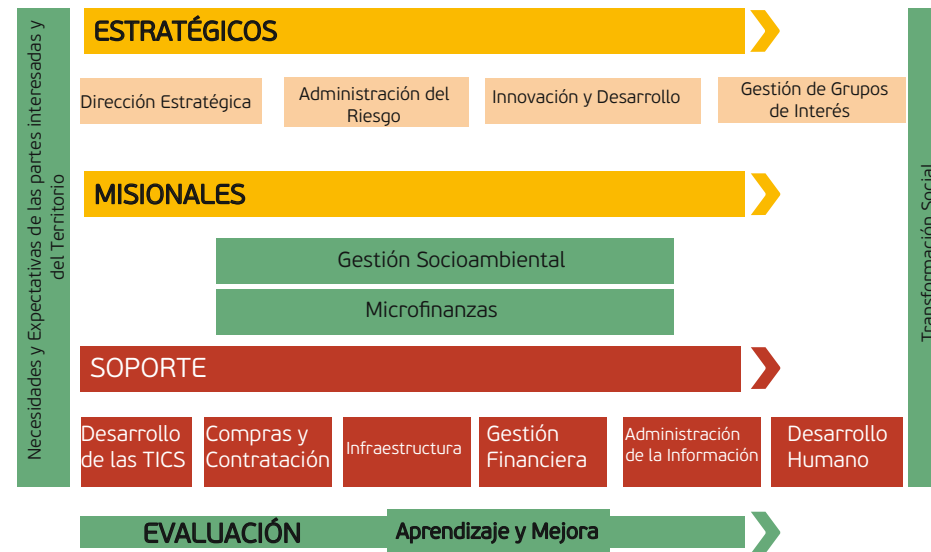 Necesidades y Expectativas de las partes interesadas y
del Territorio
ESTRATÉGICOS
Dirección Estratégica
Administración del
Riesgo
Innovación y Desarrollo
Gestión de Grupos
de Interés
MISIONALES
Gestión Socioambiental
Microfinanzas
SOPORTE
Desarrollo
de las TICS
Compras y
Contratación
Infraestructura
Gestión
Financiera
Administración
de la Información
Desarrollo
Humano
EVALUACIÓN
Aprendizaje y Mejora
Transformación Social